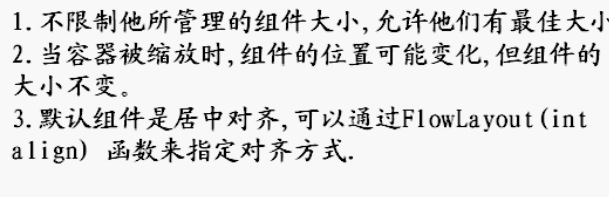 1.不限制他所管理的组件大小,允许他们有最佳大小
2.当容器被缩放时,组件的位置可能变化,但组件的
大小不变。
3.默认组件是居中对齐,可以通过FlowLayout(int
align) 函数来指定对齐方式.